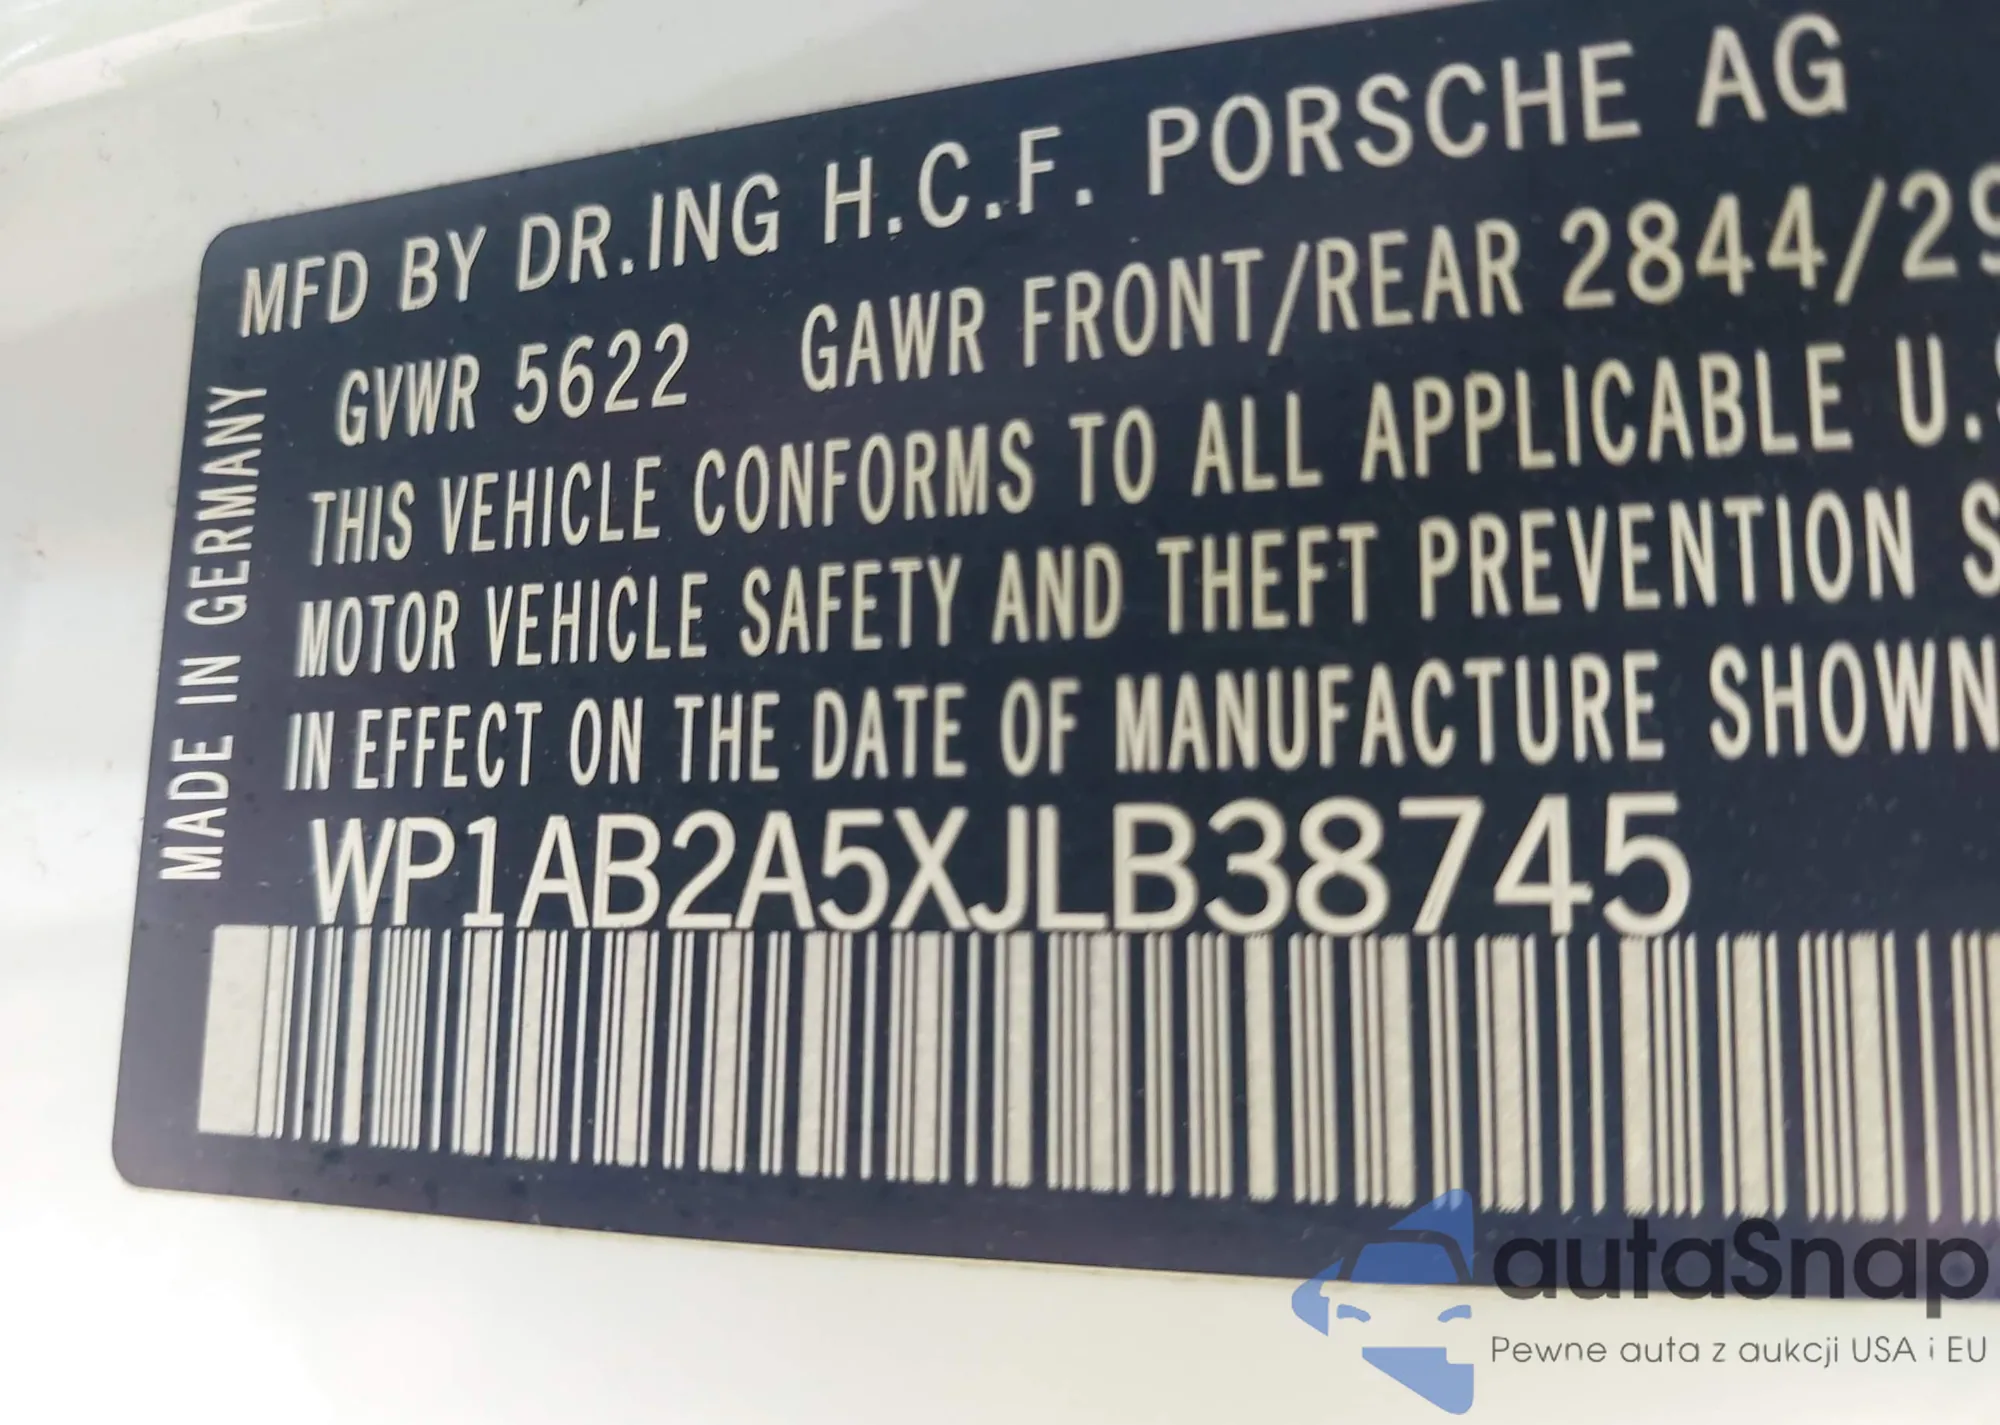 MFD BY DR.ING H.C.F. PORSCHE AG
GVWR 5622 GAWR FRONT/REAR 2844/29
THIS VEHICLE CONFORMS TO ALL APPLICABLE U.S
MOTOR VEHICLE SAFETY AND THEFT PREVENTION S
IN EFFECT ON THE DATE OF MANUFACTURE SHOWN
WP1AB2A5XJLB38745
MADE IN GERMANY
autaSnap
Pewne auta z aukcji USA i EU